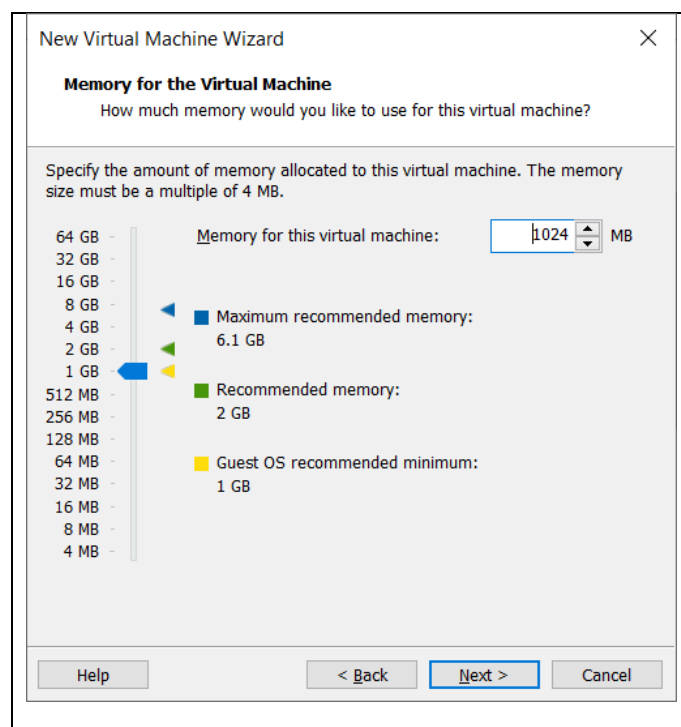 New Virtual Machine Wizard
Memory for the Virtual Machine
How much memory would you like to use for this virtual machine?
Specify the amount of memory allocated to this virtual machine. The memory
size must be a multiple of 4 MB.
64 GB
Memory for this virtual machine: 1024 MB
32 GB
16 GB
8 GB
4 GB
2 GB
1 GB
512 MB
256 MB
128 MB
64 MB
32 MB
16 MB
8 MB
4 MB
Maximum recommended memory:
6.1 GB
Recommended memory:
2 GB
Guest OS recommended minimum:
1 GB
Help
< Back
Next >
Cancel